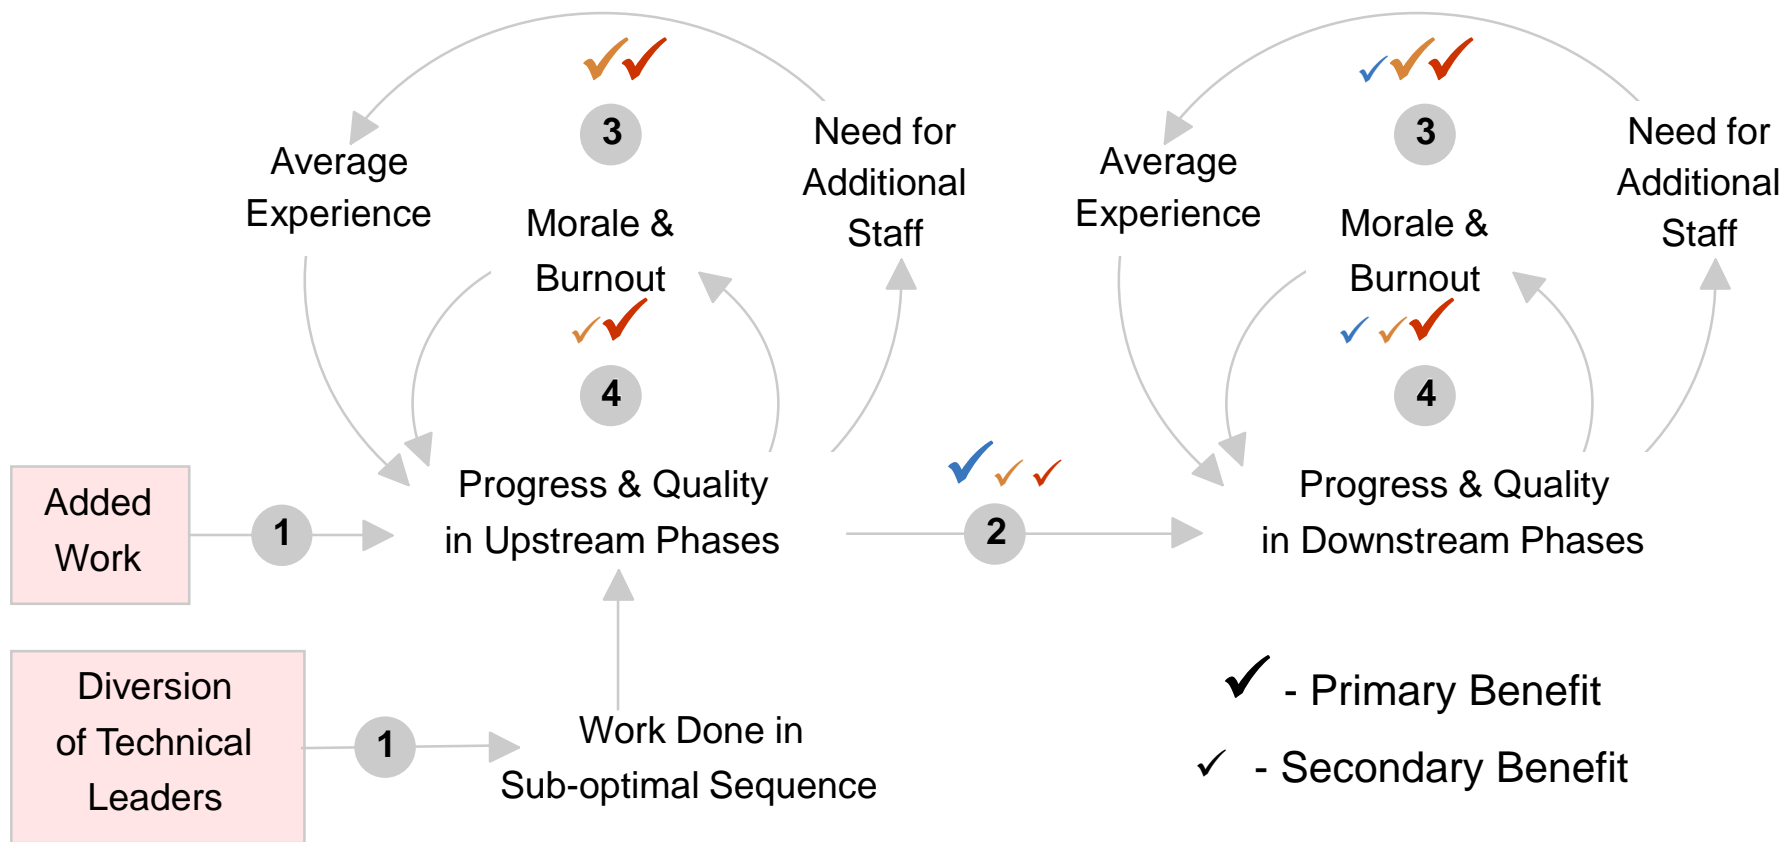 3
Average
Experience
Need for
Additional
Staff
Morale &
Burnout
4
Progress & Quality
in Upstream Phases
Added
Work
1
2
Diversion
of Technical
Leaders
1
Work Done in
Sub-optimal Sequence
3
Average
Experience
Need for
Additional
Staff
Morale &
Burnout
4
Progress & Quality
in Downstream Phases
- Primary Benefit
- Secondary Benefit